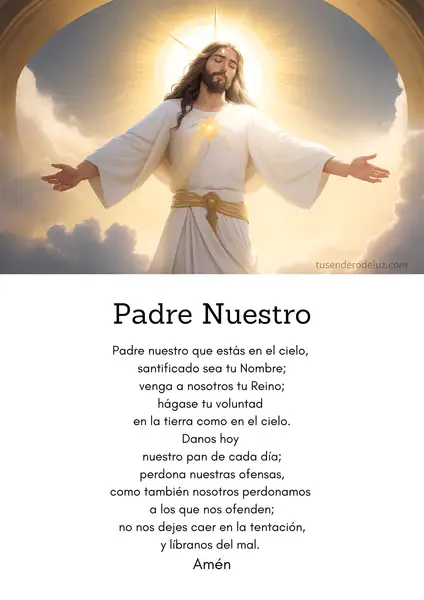 tusenderodeluz.com
Padre Nuestro
Padre nuestro que estás en el cielo,
santificado sea tu Nombre;
venga a nosotros tu Reino;
hágase tu voluntad
en la tierra como en el cielo.
Danos hoy
nuestro pan de cada día;
perdona nuestras ofensas,
como también nosotros perdonamos
a los que nos ofenden;
no nos dejes caer en la tentación,
y líbranos del mal.
Amén